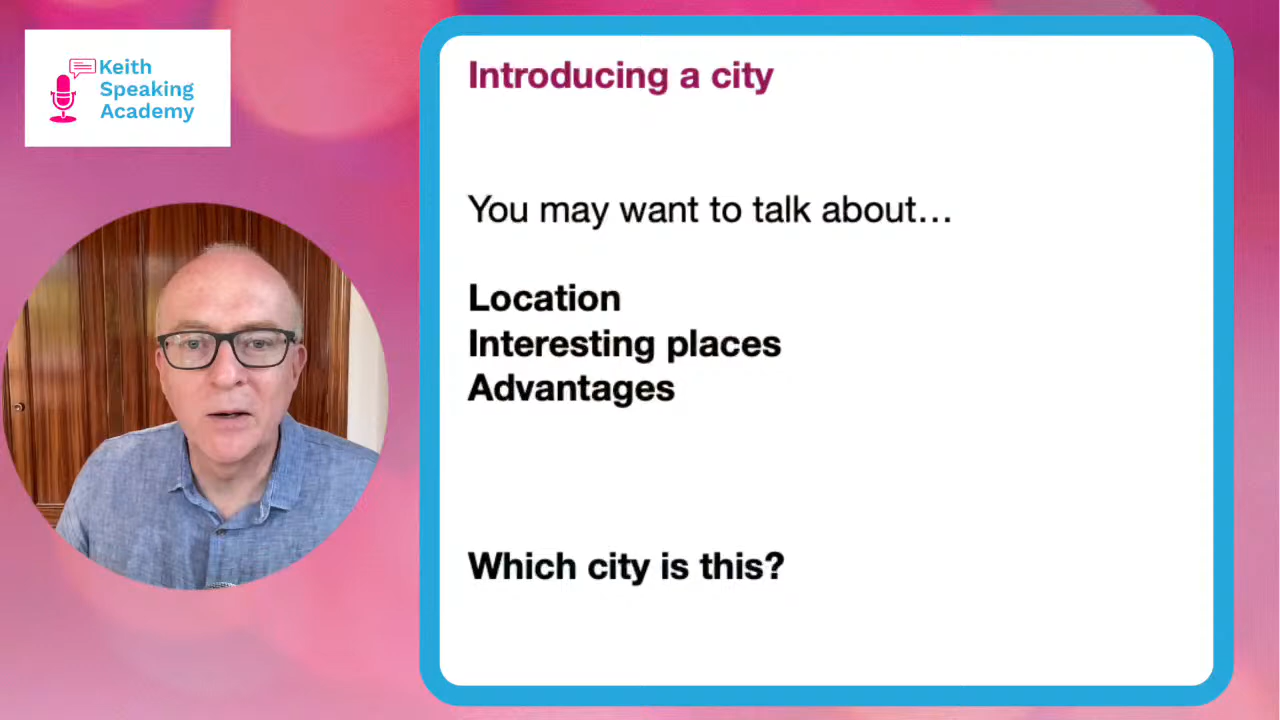 Keith
Speaking
Academy
Introducing a city
You may want to talk about…
Location
Interesting places
Advantages
Which city is this?